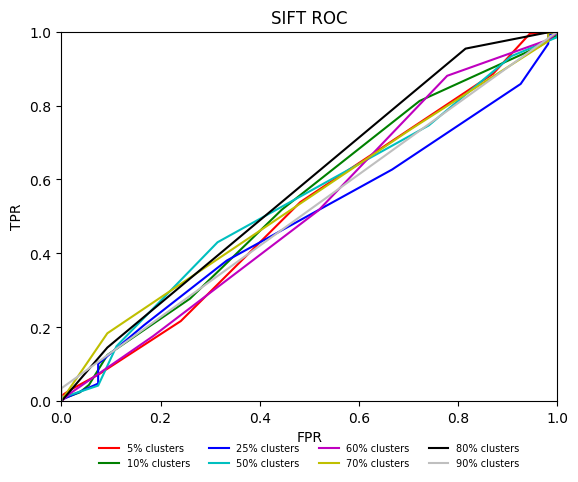 SIFT ROC
1.0
0.8
0.6
0.4
0.2
0.0
TPR
0.0 0.2 0.4 0.6 0.8 1.0
FPR
5% clusters 25% clusters 60% clusters 80% clusters
10% clusters 50% clusters 70% clusters 90% clusters